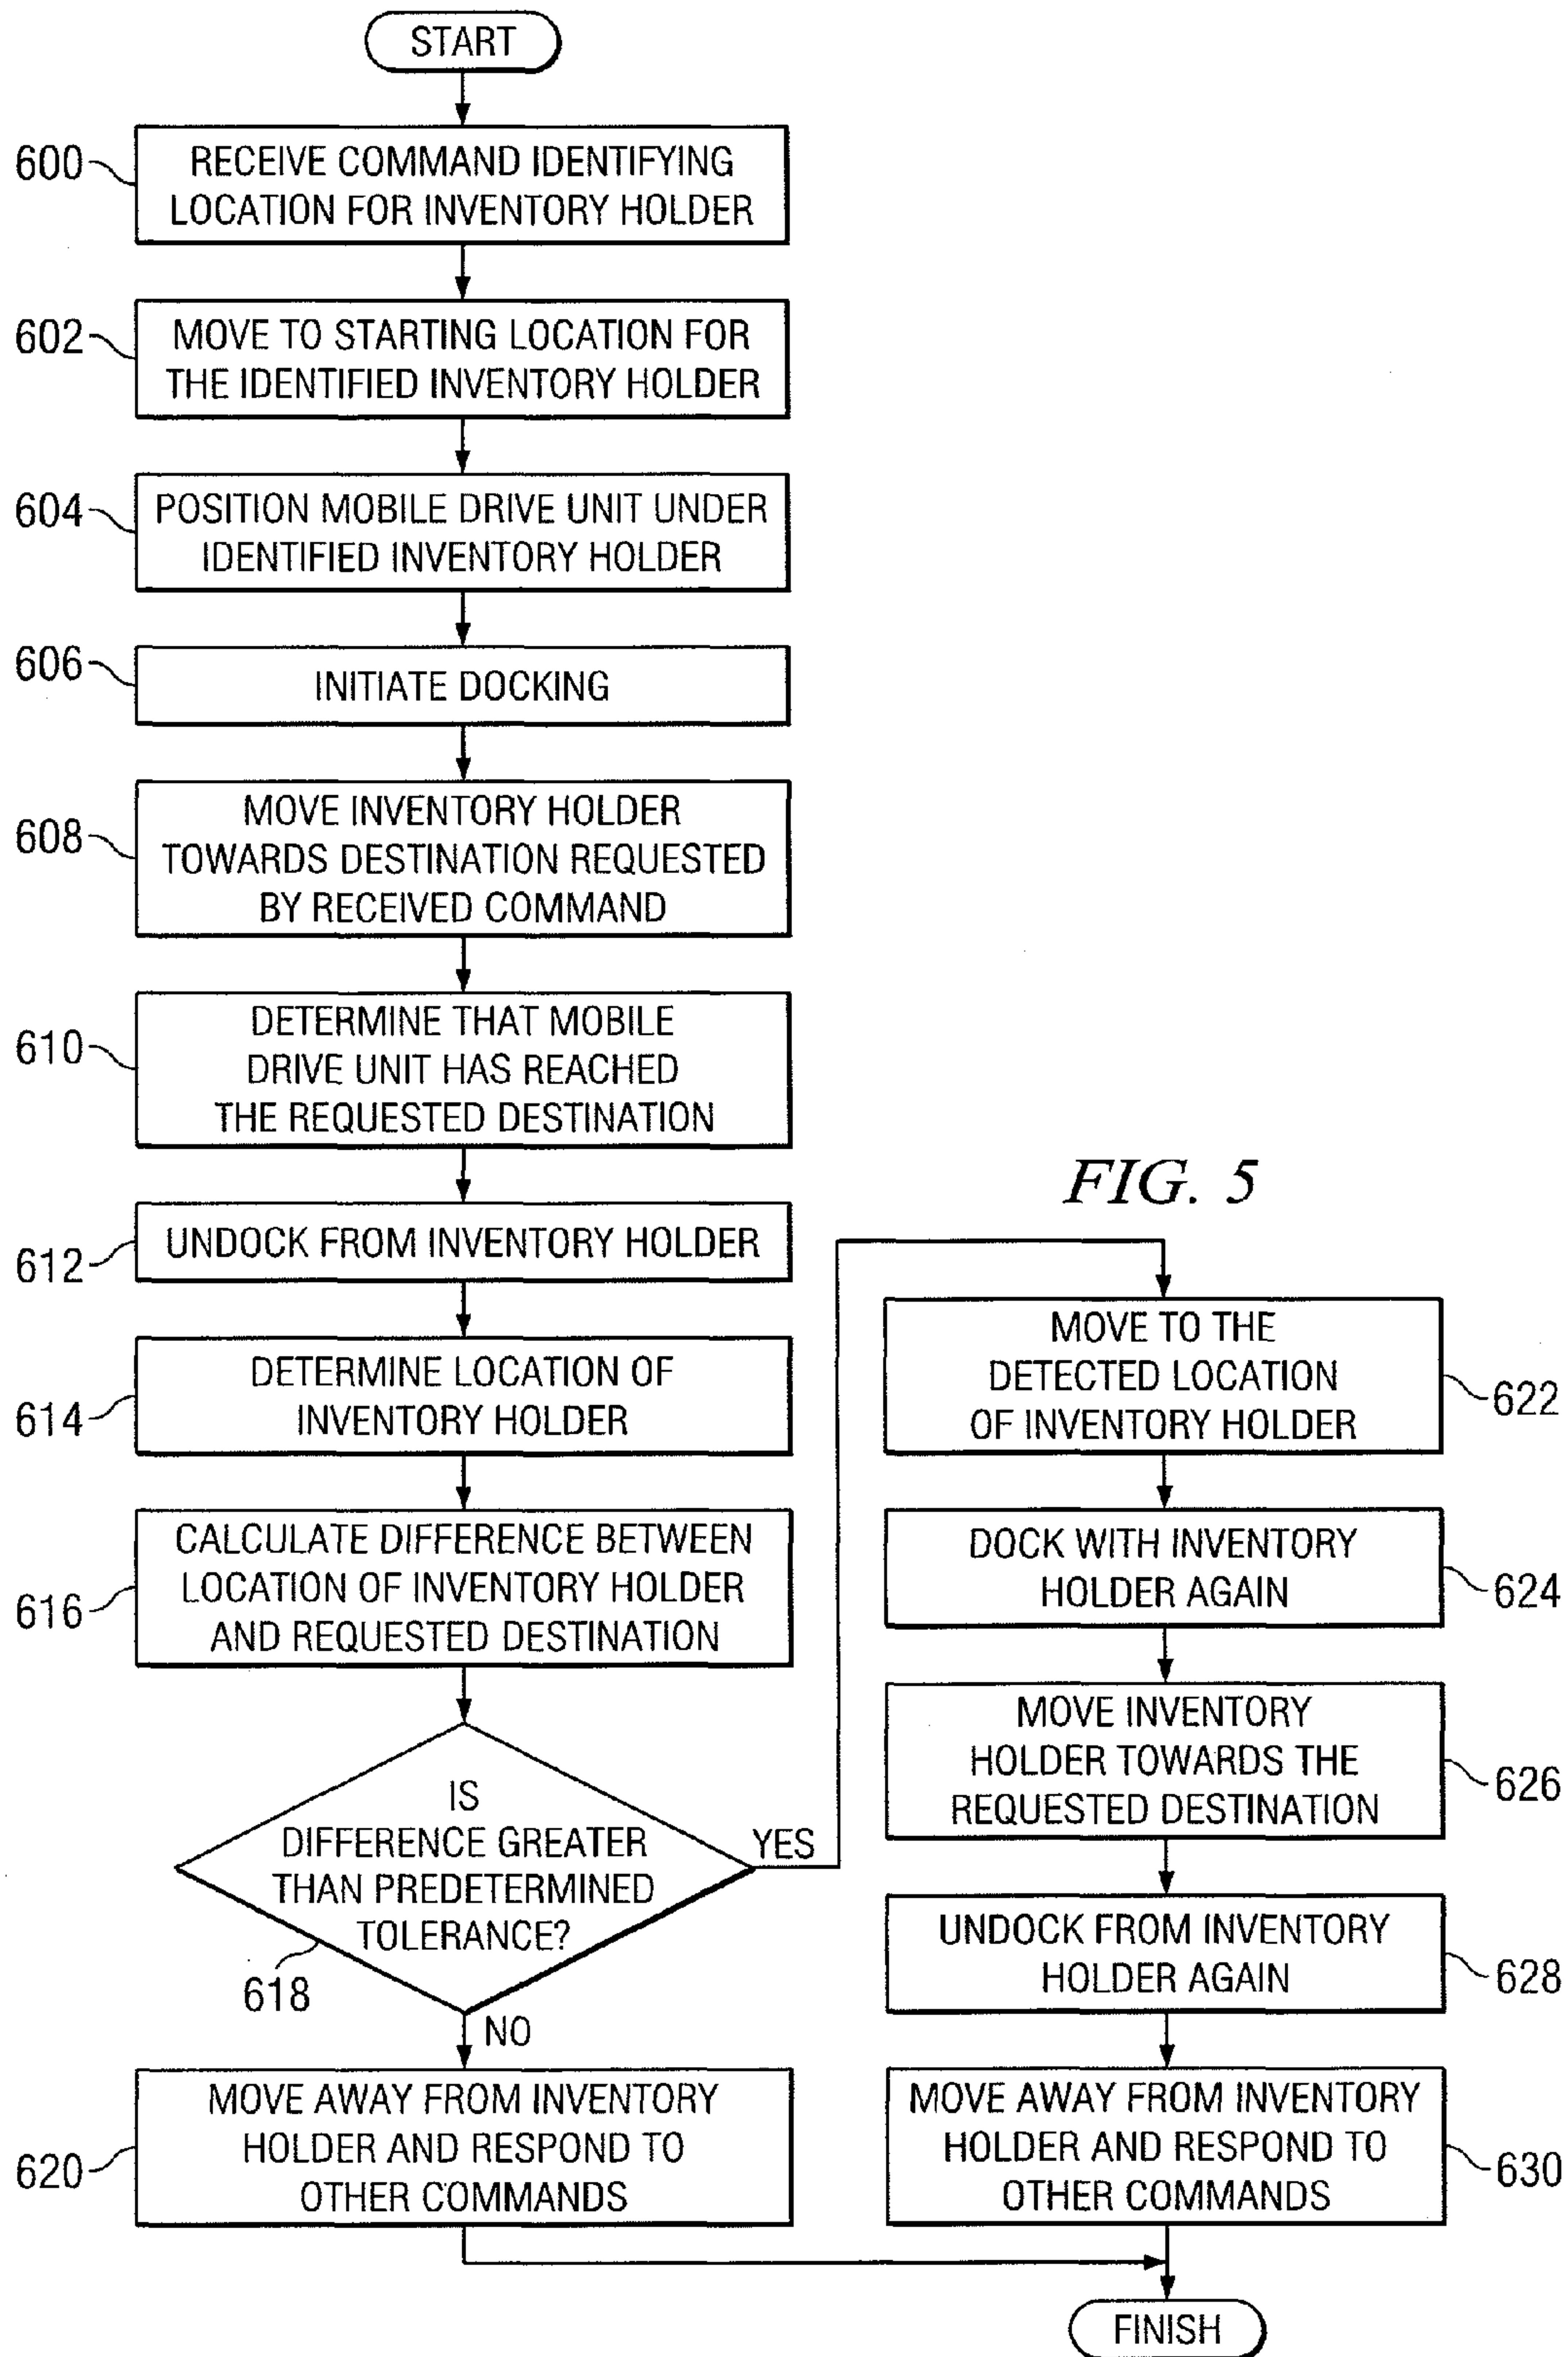 START
600
RECEIVE COMMAND IDENTIFYING
LOCATION FOR INVENTORY HOLDER
602
MOVE TO STARTING LOCATION FOR
THE IDENTIFIED INVENTORY HOLDER
604
POSITION MOBILE DRIVE UNIT UNDER
IDENTIFIED INVENTORY HOLDER
606
INITIATE DOCKING
608
MOVE INVENTORY HOLDER
TOWARDS DESTINATION REQUESTED
BY RECEIVED COMMAND
610
DETERMINE THAT MOBILE
DRIVE UNIT HAS REACHED
THE REQUESTED DESTINATION
612
UNDOCK FROM INVENTORY HOLDER
614
DETERMINE LOCATION OF
INVENTORY HOLDER
616
CALCULATE DIFFERENCE BETWEEN
LOCATION OF INVENTORY HOLDER
AND REQUESTED DESTINATION
IS
DIFFERENCE GREATER
THAN PREDETERMINED
TOLERANCE?
618
YES
NO
620
MOVE AWAY FROM INVENTORY
HOLDER AND RESPOND TO
OTHER COMMANDS
FIG. 5
MOVE TO THE
DETECTED LOCATION
OF INVENTORY HOLDER
622
DOCK WITH INVENTORY
HOLDER AGAIN
624
MOVE INVENTORY
HOLDER TOWARDS THE
REQUESTED DESTINATION
626
UNDOCK FROM INVENTORY
HOLDER AGAIN
628
MOVE AWAY FROM INVENTORY
HOLDER AND RESPOND TO
OTHER COMMANDS
630
FINISH